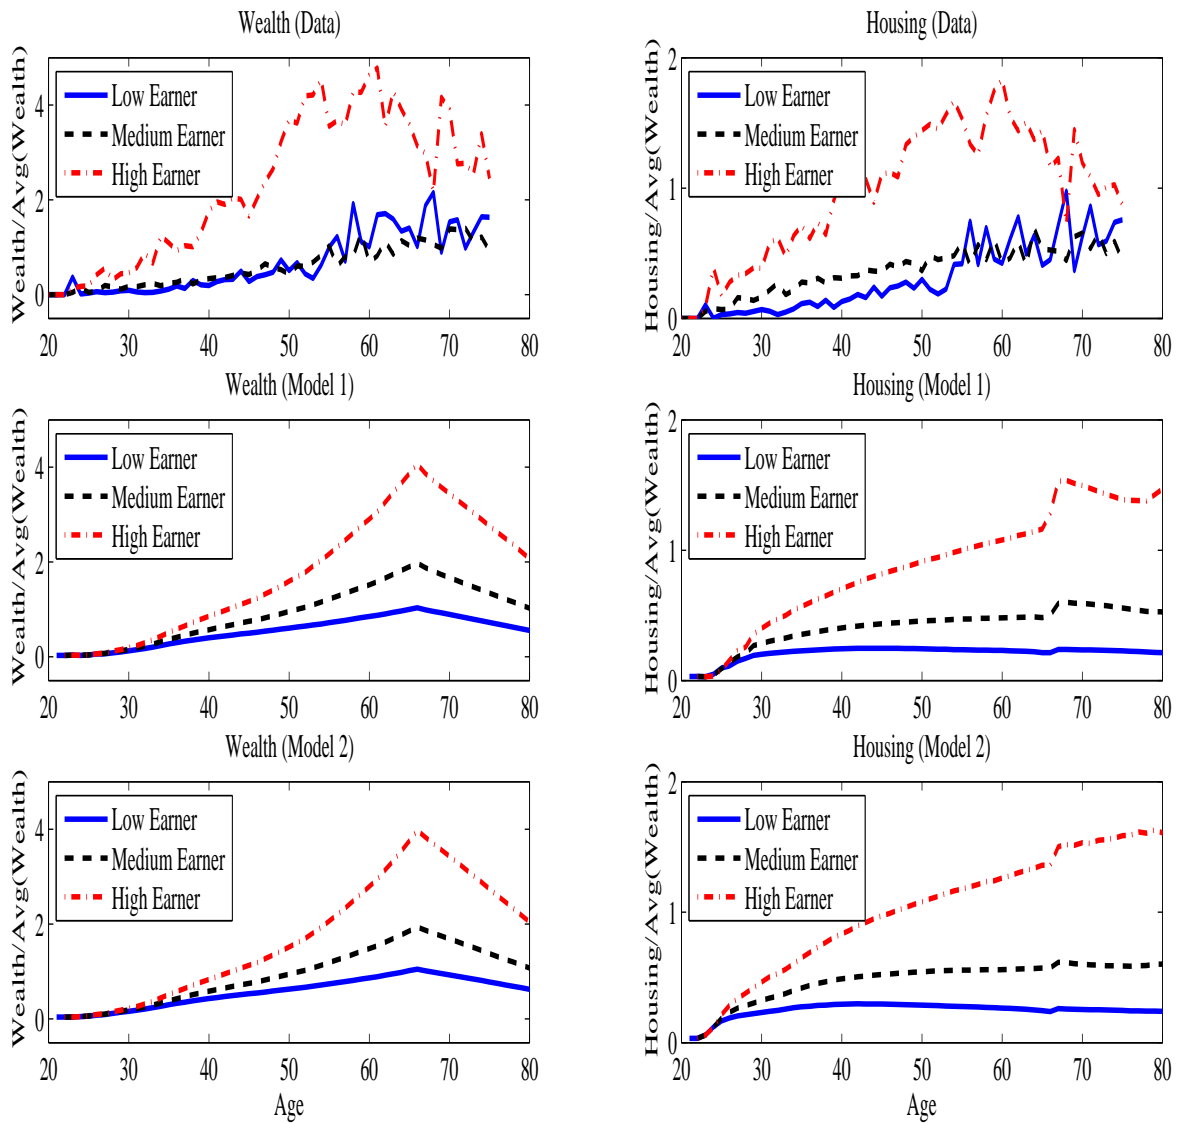 Wealth (Data)
Wealth/Avg(Wealth)
4
2
0
Low Earner
Medium Earner
High Earner
20 30 40 50 60 70 80
Housing (Data)
Housing/Avg(Wealth)
2
1
0
Low Earner
Medium Earner
High Earner
20 30 40 50 60 70 80
Wealth (Model 1)
Wealth/Avg(Wealth)
4
2
0
Low Earner
Medium Earner
High Earner
20 30 40 50 60 70 80
Housing (Model 1)
Housing/Avg(Wealth)
2
1
0
Low Earner
Medium Earner
High Earner
20 30 40 50 60 70 80
Wealth (Model 2)
Wealth/Avg(Wealth)
4
2
0
Low Earner
Medium Earner
High Earner
20 30 40 50 60 70 80
Age
Housing (Model 2)
Housing/Avg(Wealth)
2
1
0
Low Earner
Medium Earner
High Earner
20 30 40 50 60 70 80
Age